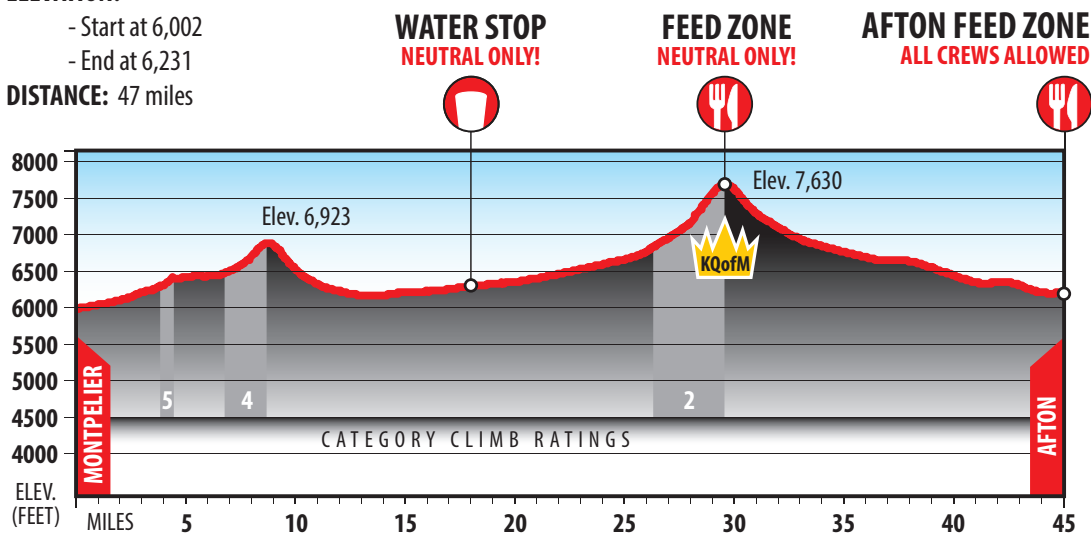 - Start at 6,002
- End at 6,231
DISTANCE: 47 miles
WATER STOP
NEUTRAL ONLY!
FEED ZONE
NEUTRAL ONLY!
AFTON FEED ZONE
ALL CREWS ALLOWED
8000
7500
7000
6500
6000
5500
5000
4500
4000
ELEV.
(FEET)
Elev. 6,923
Elev. 7,630
KQofM
5
4
2
MONTPELIER
AFTON
CATEGORY CLIMB RATINGS
MILES 5 10 15 20 25 30 35 40 45